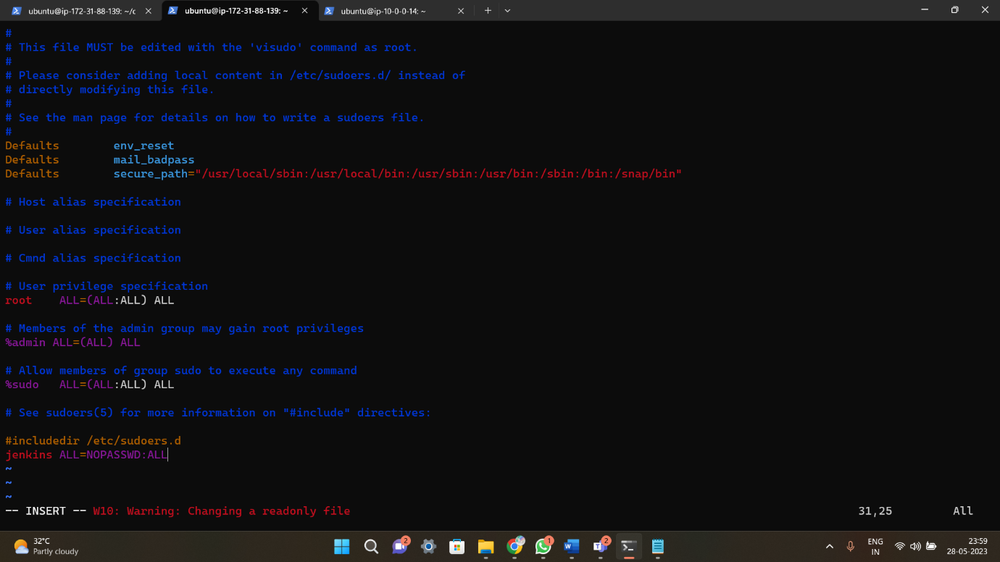 ubuntu@ip-172-31-88-139: ~/c
ubuntu@ip-172-31-88-139: ~
ubuntu@ip-10-0-0-14: ~
#
# This file MUST be edited with the 'visudo' command as root.
#
# Please consider adding local content in /etc/sudoers.d/ instead of
# directly modifying this file.
#
# See the man page for details on how to write a sudoers file.
#
Defaults        env_reset
Defaults        mail_badpass
Defaults        secure_path="/usr/local/sbin:/usr/local/bin:/usr/sbin:/usr/bin:/sbin:/bin:/snap/bin"
# Host alias specification
# User alias specification
# Cmnd alias specification
# User privilege specification
root    ALL=(ALL:ALL) ALL
# Members of the admin group may gain root privileges
%admin ALL=(ALL) ALL
# Allow members of group sudo to execute any command
%sudo   ALL=(ALL:ALL) ALL
# See sudoers(5) for more information on "#include" directives:
#includedir /etc/sudoers.d
jenkins ALL=NOPASSWD:ALL
~
~
~
-- INSERT -- W10: Warning: Changing a readonly file 31,25 All
32°C
Partly cloudy
2
1
W
T
2
ENG
IN
23:59
28-05-2023